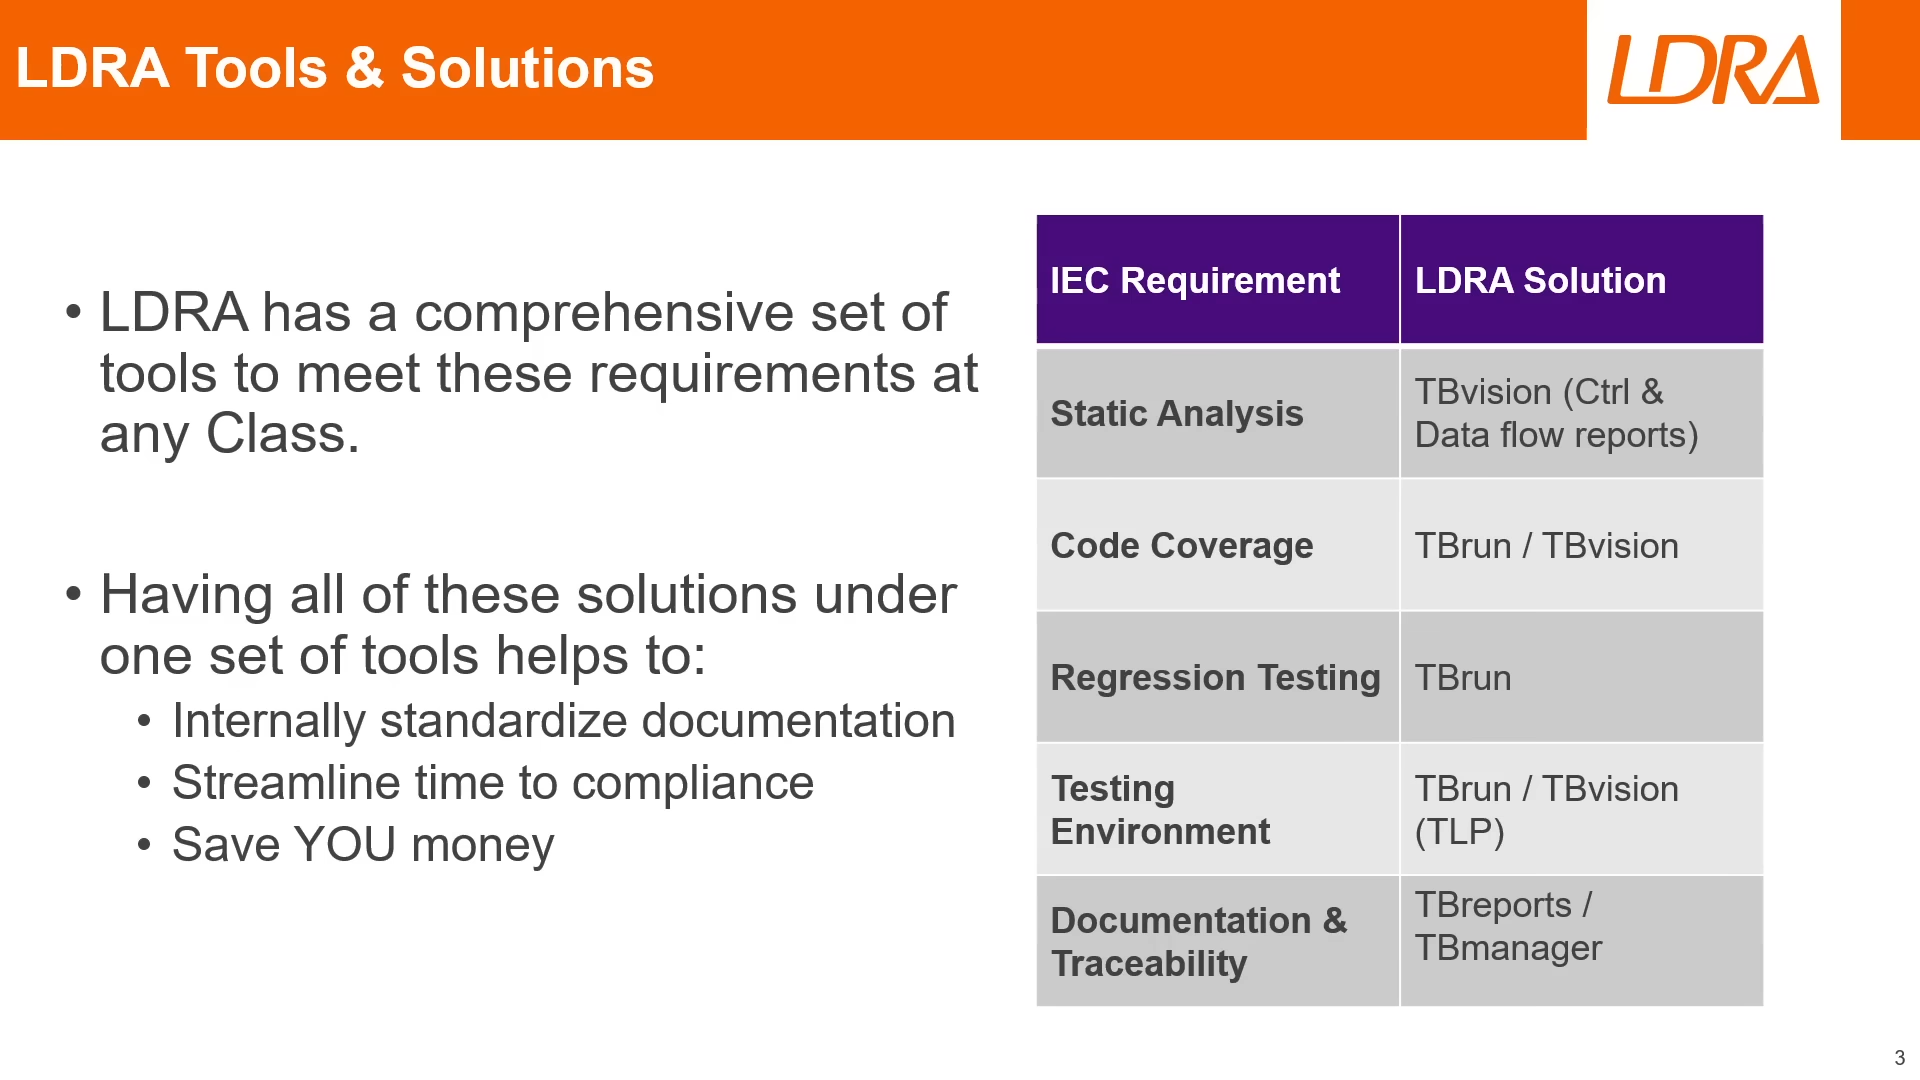 LDRA Tools & Solutions
LDRA
• LDRA has a comprehensive set of
tools to meet these requirements at
any Class.
• Having all of these solutions under
one set of tools helps to:
• Internally standardize documentation
• Streamline time to compliance
• Save YOU money
IEC Requirement
LDRA Solution
Static Analysis
TBvision (Ctrl &
Data flow reports)
Code Coverage
TBrun / TBvision
Regression Testing
TBrun
Testing
Environment
TBrun / TBvision
(TLP)
Documentation &
Traceability
TBreports /
TBmanager
3